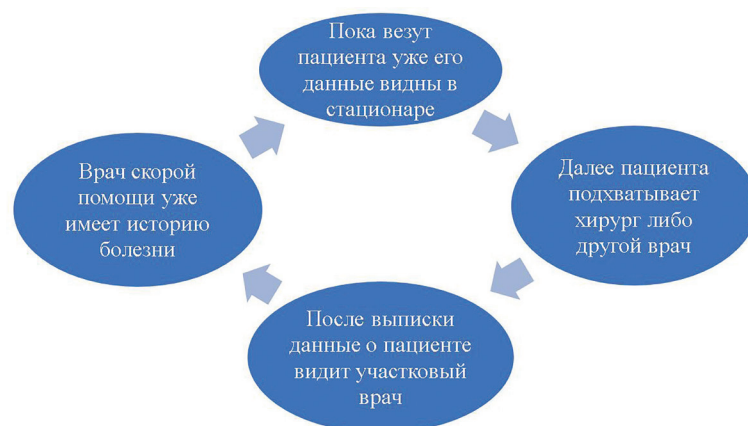 Пока везут
пациента уже его
данные видны в
стационаре
Далее пациента
подхватывает
хирург либо
другой врач
После выписки
данные о пациенте
видит участковый
врач
Врач скорой
помощи уже
имеет историю
болезни